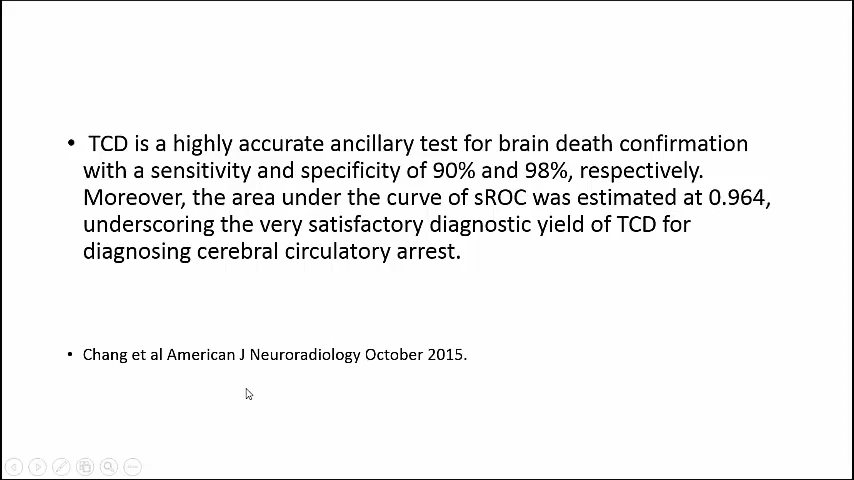 • TCD is a highly accurate ancillary test for brain death confirmation
with a sensitivity and specificity of 90% and 98%, respectively.
Moreover, the area under the curve of sROC was estimated at 0.964,
underscoring the very satisfactory diagnostic yield of TCD for
diagnosing cerebral circulatory arrest.
• Chang et al American J Neuroradiology October 2015.